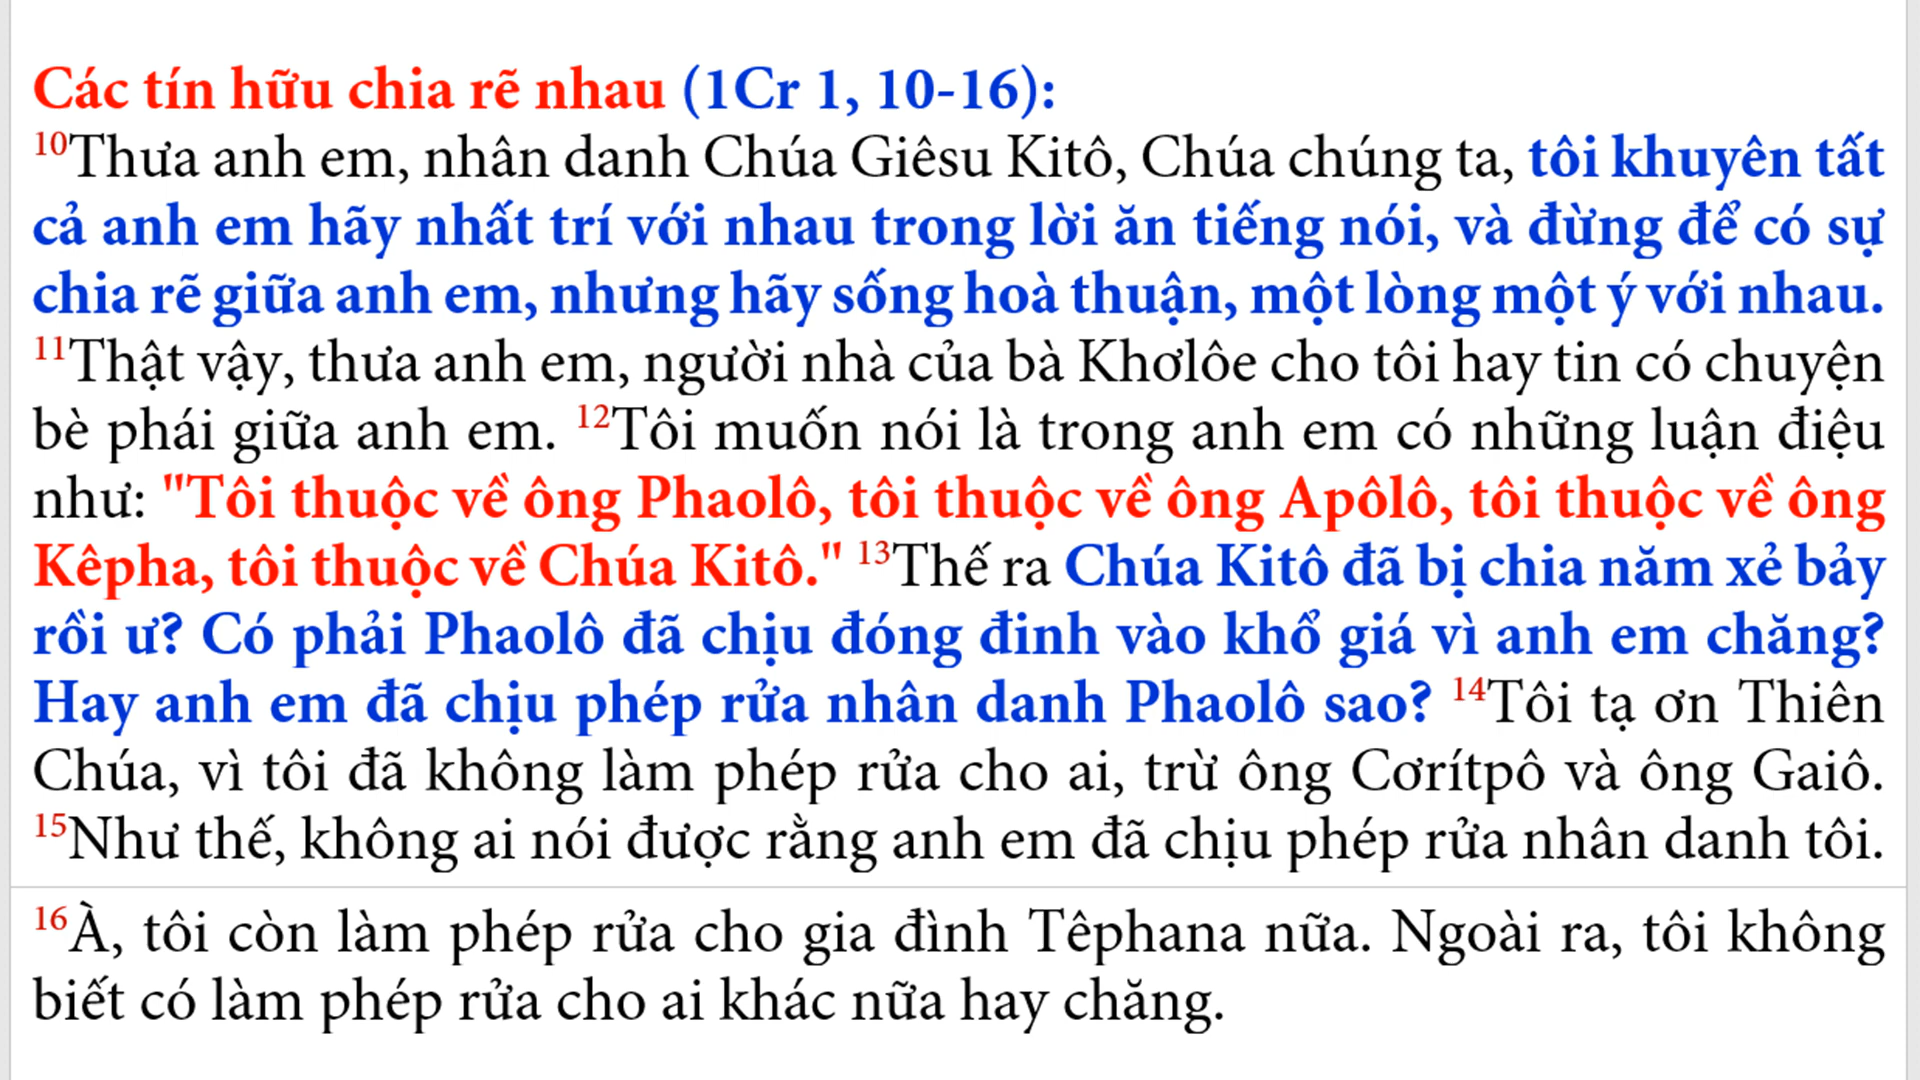 Các tín hữu chia rẽ nhau (1Cr 1, 10-16):
10Thưa anh em, nhân danh Chúa Giêsu Kitô, Chúa chúng ta, tôi khuyên tất
cả anh em hãy nhất trí với nhau trong lời ăn tiếng nói, và đừng để có sự
chia rẽ giữa anh em, nhưng hãy sống hoà thuận, một lòng một ý với nhau.
11Thật vậy, thưa anh em, người nhà của bà Khơlôe cho tôi hay tin có chuyện
bè phái giữa anh em. 12Tôi muốn nói là trong anh em có những luận điệu
như: "Tôi thuộc về ông Phaolô, tôi thuộc về ông Apôlô, tôi thuộc về ông
Kêpha, tôi thuộc về Chúa Kitô." 13Thế ra Chúa Kitô đã bị chia năm xẻ bảy
rồi ư? Có phải Phaolô đã chịu đóng đinh vào khổ giá vì anh em chăng?
Hay anh em đã chịu phép rửa nhân danh Phaolô sao? 14Tôi tạ ơn Thiên
Chúa, vì tôi đã không làm phép rửa cho ai, trừ ông Cơrítpô và ông Gaiô.
15Như thế, không ai nói được rằng anh em đã chịu phép rửa nhân danh tôi.
16À, tôi còn làm phép rửa cho gia đình Têphana nữa. Ngoài ra, tôi không
biết có làm phép rửa cho ai khác nữa hay chăng.